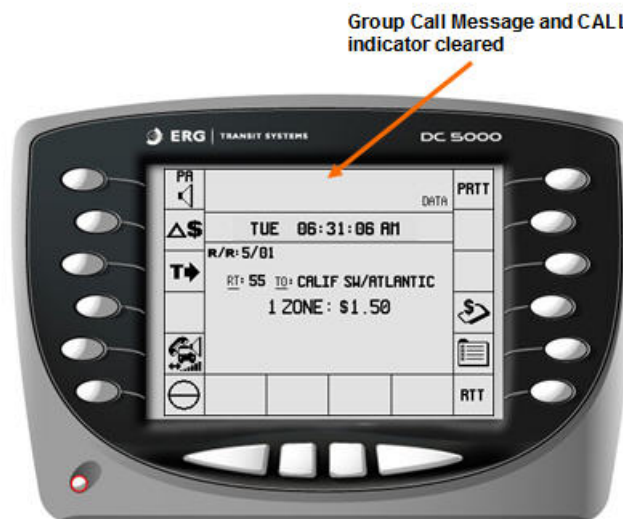 Group Call Message and CALL
indicator cleared
ERG TRANSIT SYSTEMS
DC 5000
PA
DATA
PRTT
Δ$
TUE 06:31:06 AM
R/R: 5/01
T
RT: 55 TO: CALIF SW/ATLANTIC
1 ZONE: $1.50
$
RTT